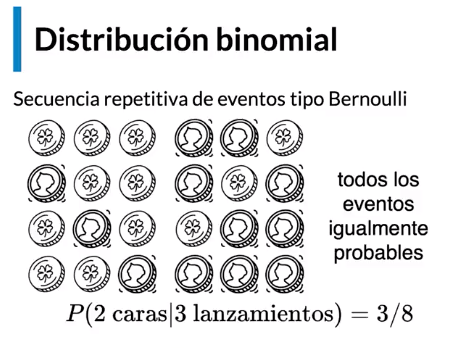 Distribución binomial
Secuencia repetitiva de eventos tipo Bernoulli
todos los
eventos
igualmente
probables
P(2 caras|3 lanzamientos) = 3/8